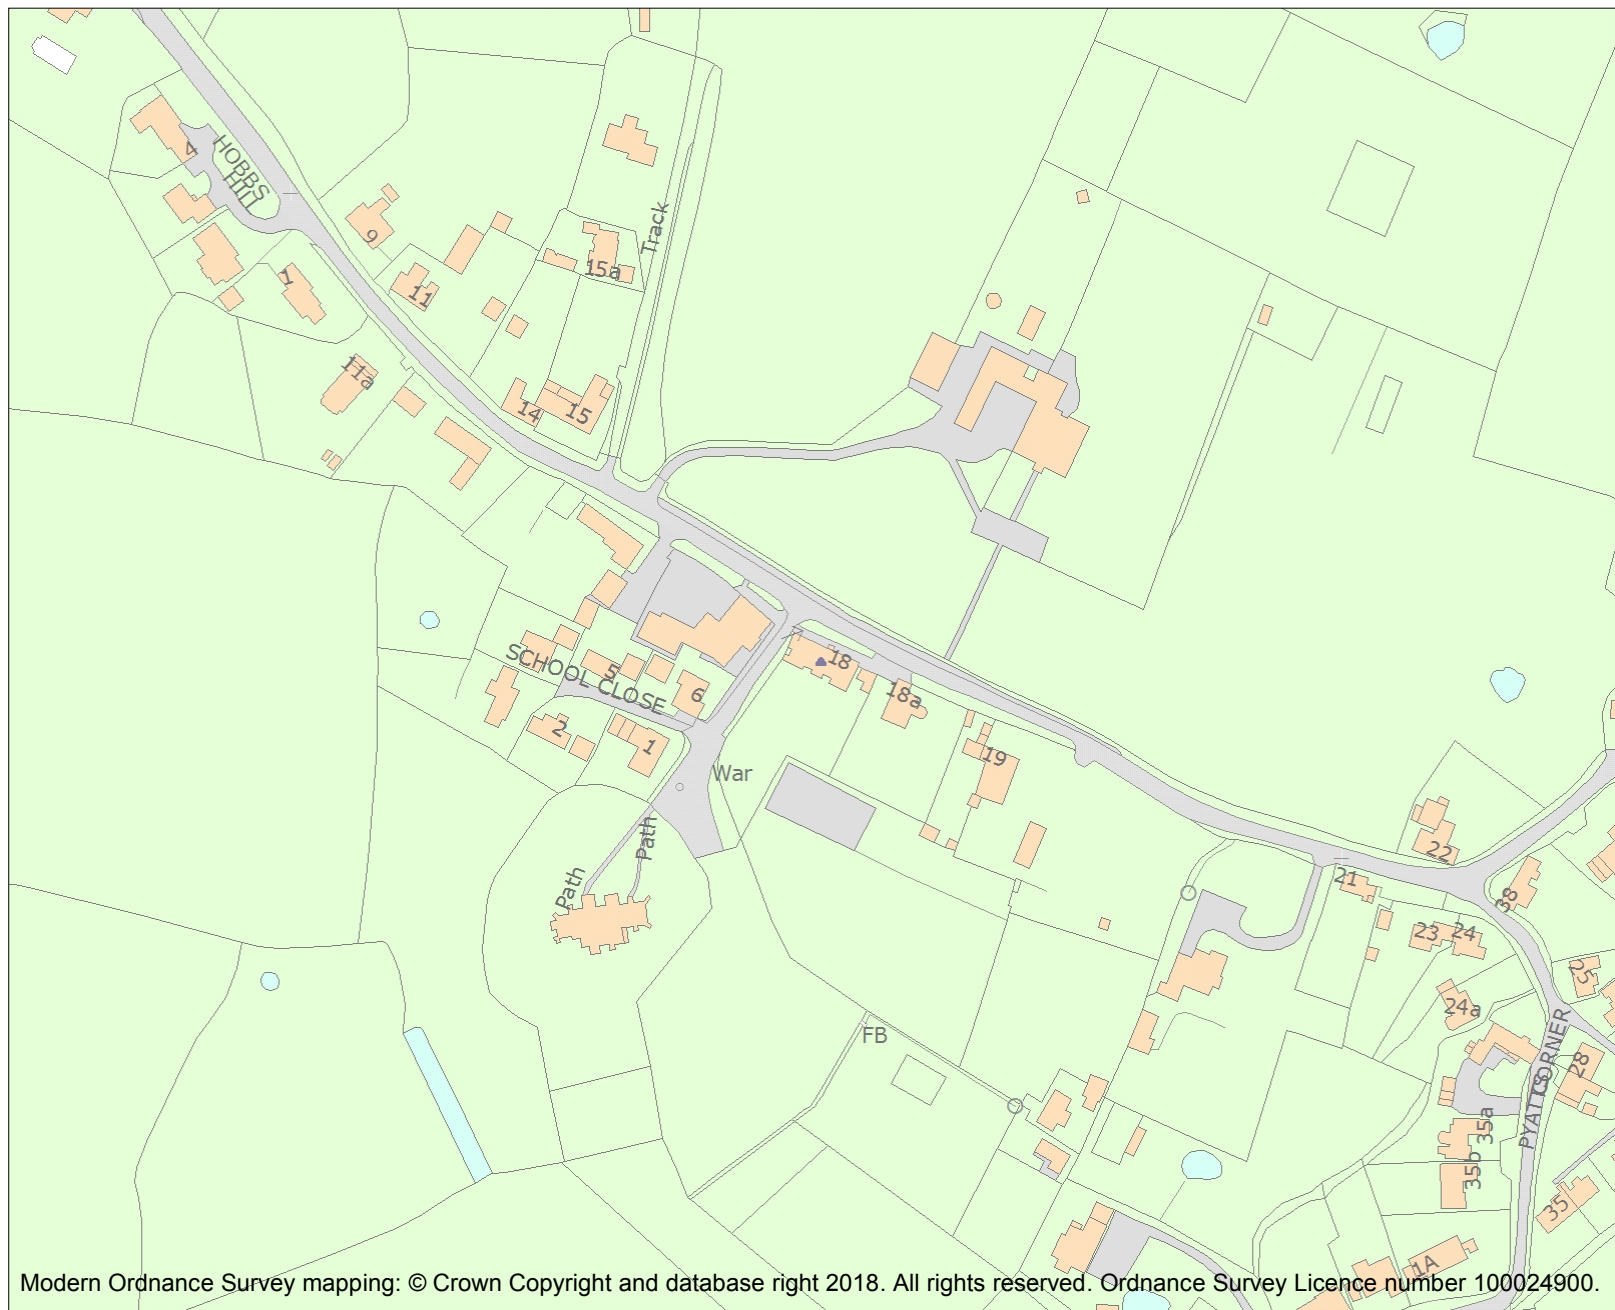 4
HOBBS
HILL
9
1
11
15a
Track
11a
14
15
SCHOOL CLOSE
5
6
2
1
18
18a
19
War
Path
Path
22
21
38
23
24
25
24a
FB
PYATTS
CORNER
28
35a
35b
35
1A
Modern Ordnance Survey mapping: © Crown Copyright and database right 2018. All rights reserved. Ordnance Survey Licence number 100024900.